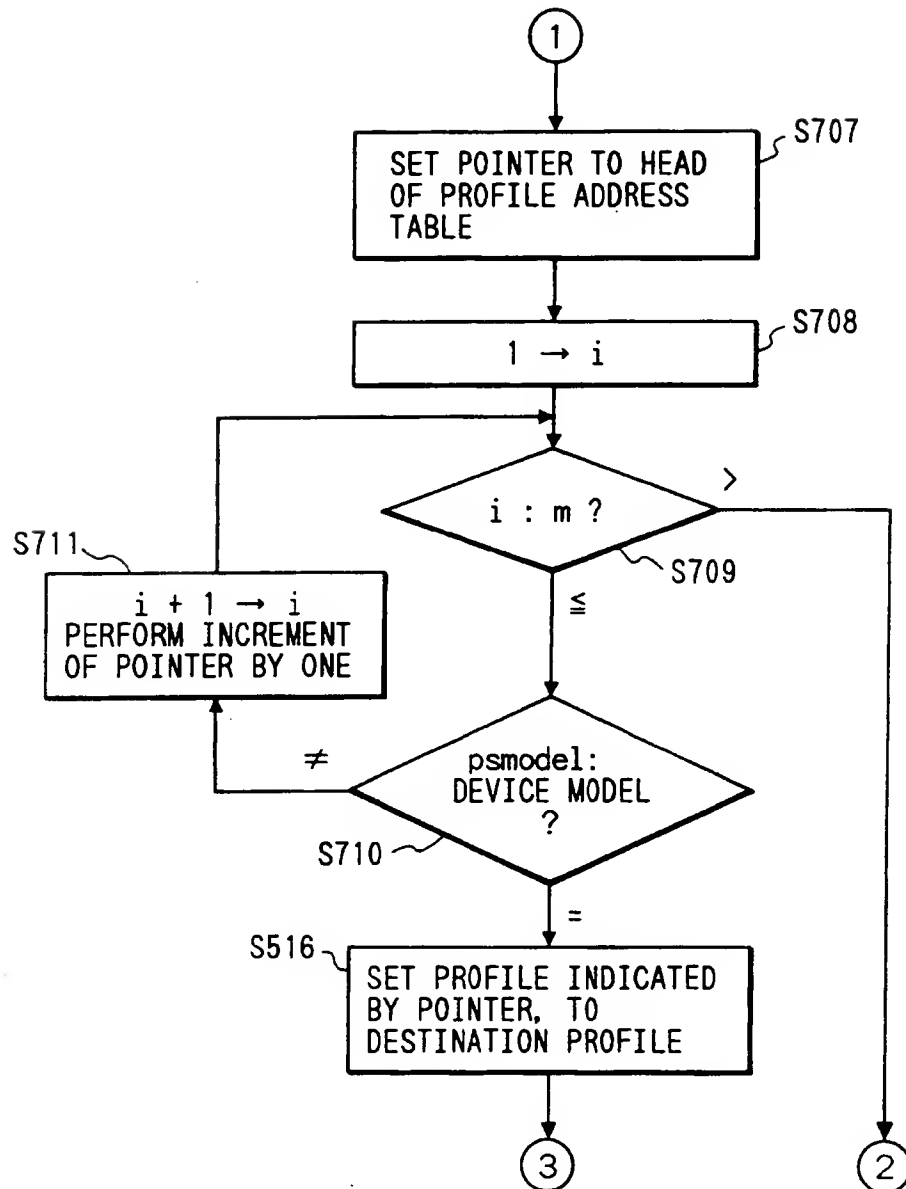 1
S707
SET POINTER TO HEAD
OF PROFILE ADDRESS
TABLE
S708
1 → i
>
i : m ?
S709
≦
S711
i + 1 → i
PERFORM INCREMENT
OF POINTER BY ONE
≠
psmodel:
DEVICE MODEL
?
S710
=
S516
SET PROFILE INDICATED
BY POINTER, TO
DESTINATION PROFILE
3
2